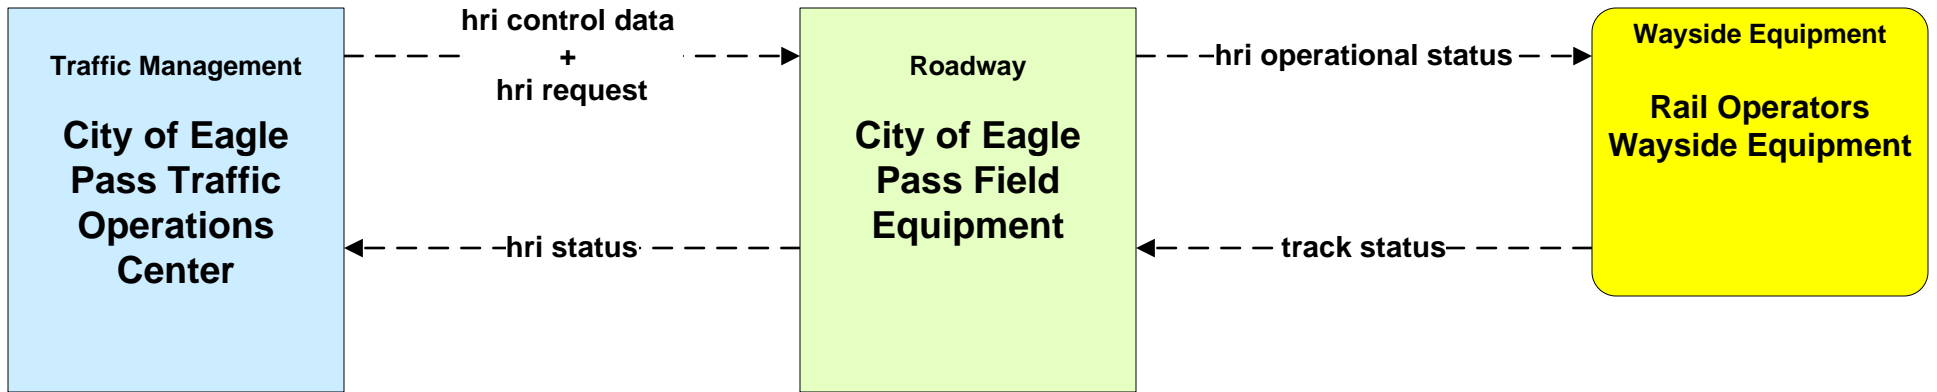 Traffic Management
City of Eagle
Pass Traffic
Operations
Center
hri control data
+
hri request
hri status
Roadway
City of Eagle
Pass Field
Equipment
hri operational status
track status
Wayside Equipment
Rail Operators
Wayside Equipment